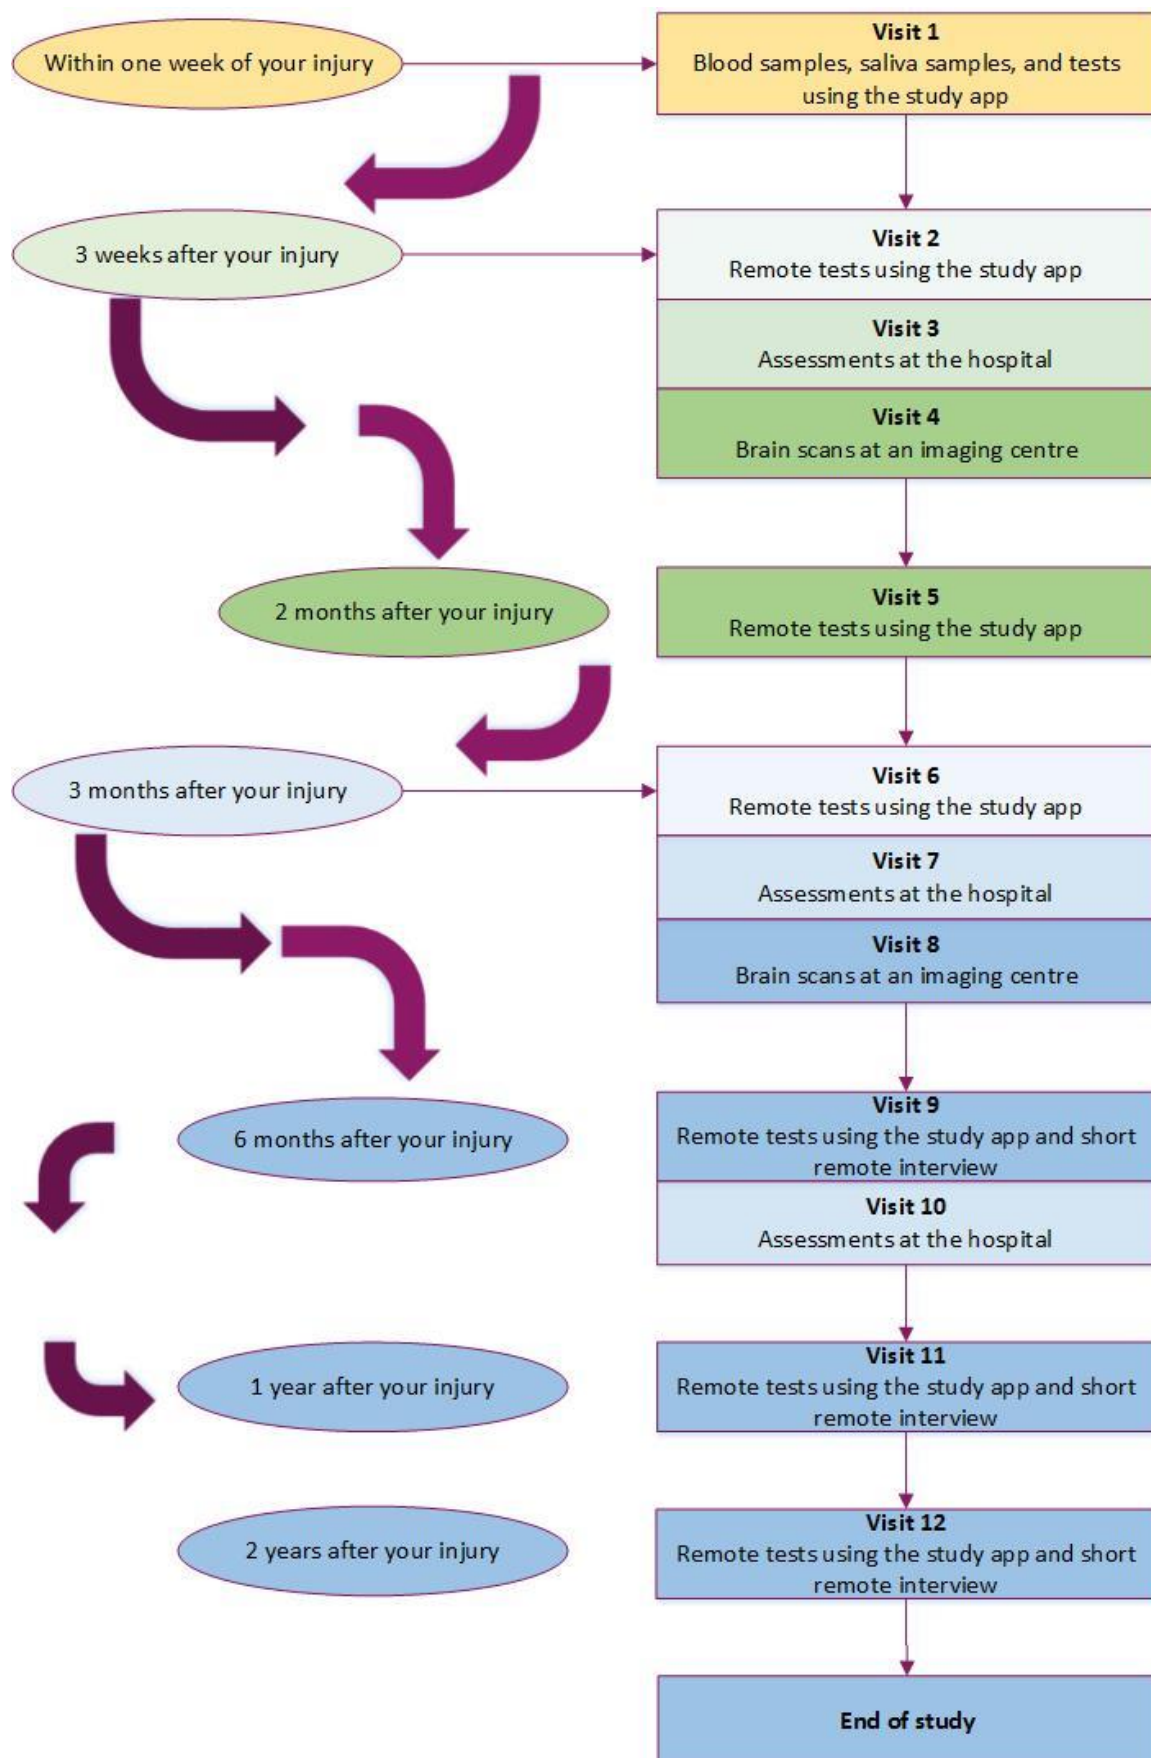 Within one week of your injury
Visit 1
Blood samples, saliva samples, and tests
using the study app
3 weeks after your injury
Visit 2
Remote tests using the study app
Visit 3
Assessments at the hospital
Visit 4
Brain scans at an imaging centre
2 months after your injury
Visit 5
Remote tests using the study app
3 months after your injury
Visit 6
Remote tests using the study app
Visit 7
Assessments at the hospital
Visit 8
Brain scans at an imaging centre
6 months after your injury
Visit 9
Remote tests using the study app and short
remote interview
Visit 10
Assessments at the hospital
1 year after your injury
Visit 11
Remote tests using the study app and short
remote interview
2 years after your injury
Visit 12
Remote tests using the study app and short
remote interview
End of study